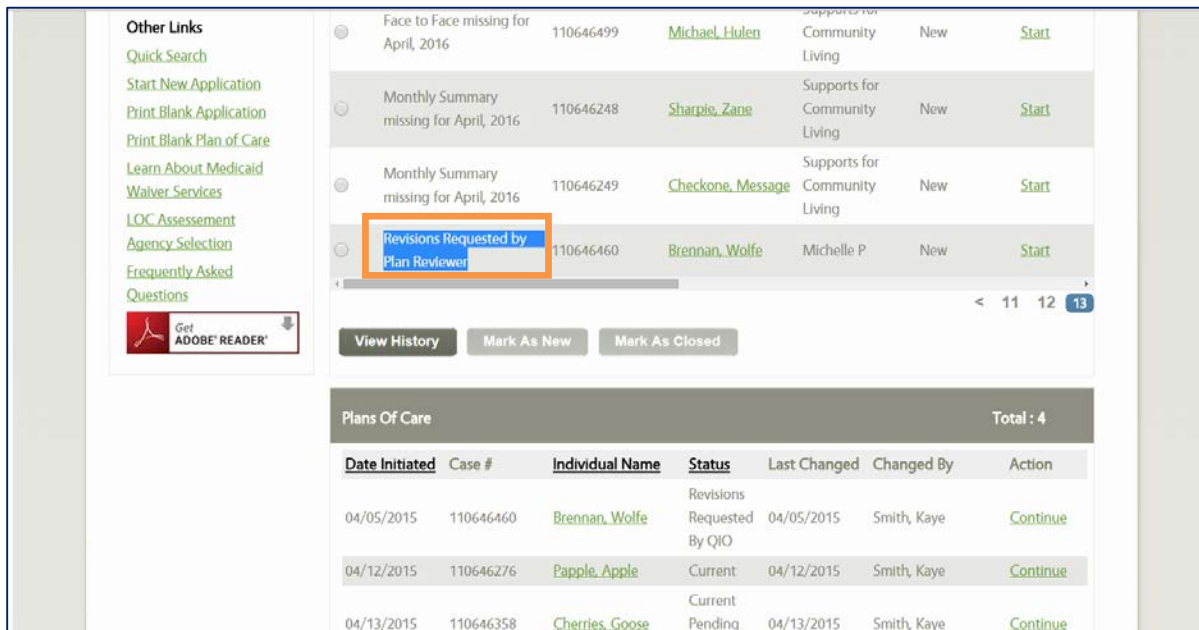 Other Links
Quick Search
Start New Application
Print Blank Application
Print Blank Plan of Care
Learn About Medicaid
Waiver Services
LOC Assessement
Agency Selection
Frequently Asked
Questions
Get
ADOBE® READER®
Face to Face missing for
April, 2016
110646499
Michael, Hulen
Supports for
Community
Living
New
Start
Monthly Summary
missing for April, 2016
110646248
Sharpie, Zane
Supports for
Community
Living
New
Start
Monthly Summary
missing for April, 2016
110646249
Checkone, Message
Supports for
Community
Living
New
Start
Revisions Requested by
Plan Reviewer
110646460
Brennan, Wolfe
Michelle P
New
Start
< 11 12 13
View History Mark As New Mark As Closed
Plans Of Care Total : 4
Date Initiated Case # Individual Name Status Last Changed Changed By Action
04/05/2015 110646460 Brennan, Wolfe
Revisions
Requested
By QIO
04/05/2015 Smith, Kaye Continue
04/12/2015 110646276 Papple, Apple Current 04/12/2015 Smith, Kaye Continue
04/13/2015 110646358 Cherries, Goose
Current
Pending
04/13/2015 Smith, Kaye Continue